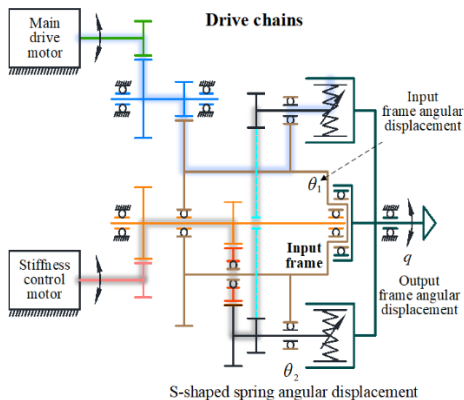 Drive chains
Main
drive
motor
Input
frame angular
displacement
θ1
Input
frame
Stiffness
control
motor
q
Output
frame angular
displacement
θ2
S-shaped spring angular displacement